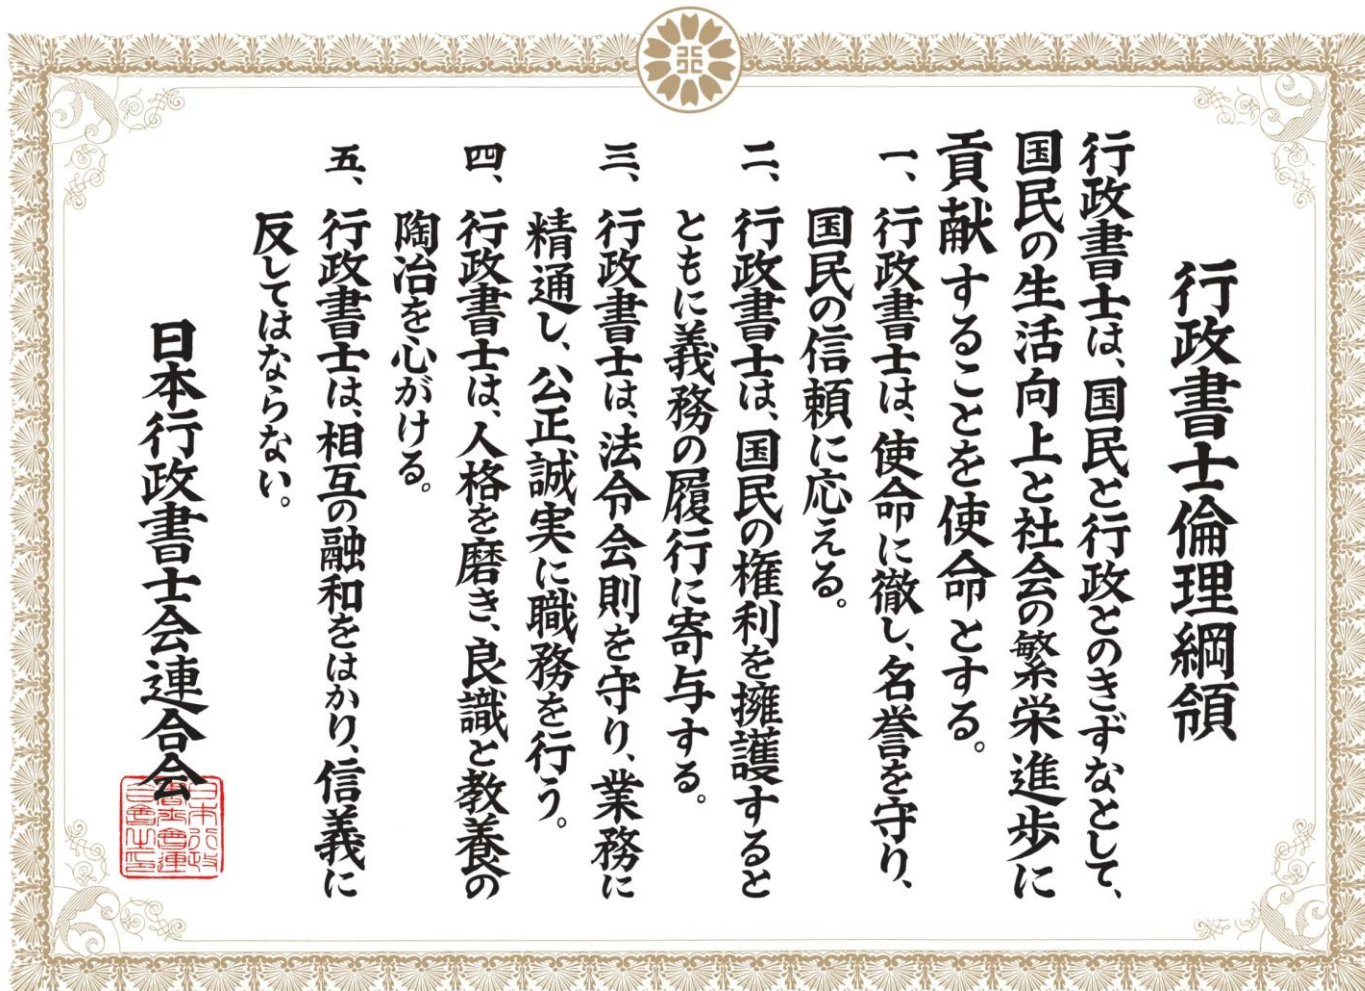 行政書士倫理綱領
行政書士は、国民と行政とのきずなとして、
国民の生活向上と社会の繁栄進歩に
貢献することを使命とする。
一、行政書士は、使命に徹し、名誉を守り、
国民の信頼に応える。
二、行政書士は、国民の権利を擁護すると
ともに義務の履行に寄与する。
三、行政書士は、法令会則を守り、業務に
精通し、公正誠実に職務を行う。
四、行政書士は、人格を磨き、良識と教養の
陶冶を心がける。
五、行政書士は、相互の融和をはかり、信義に
反してはならない。
日本行政書士会連合会